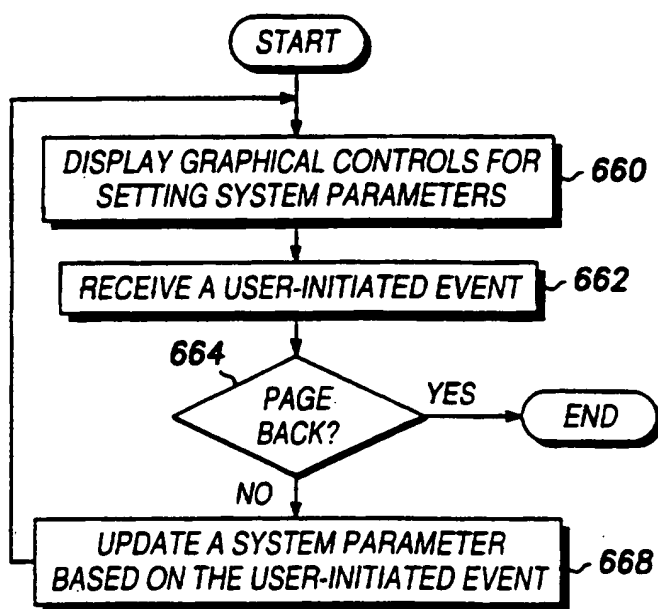 START
DISPLAY GRAPHICAL CONTROLS FOR
SETTING SYSTEM PARAMETERS
660
RECEIVE A USER-INITIATED EVENT
662
664
PAGE
BACK?
YES
END
NO
UPDATE A SYSTEM PARAMETER
BASED ON THE USER-INITIATED EVENT
668